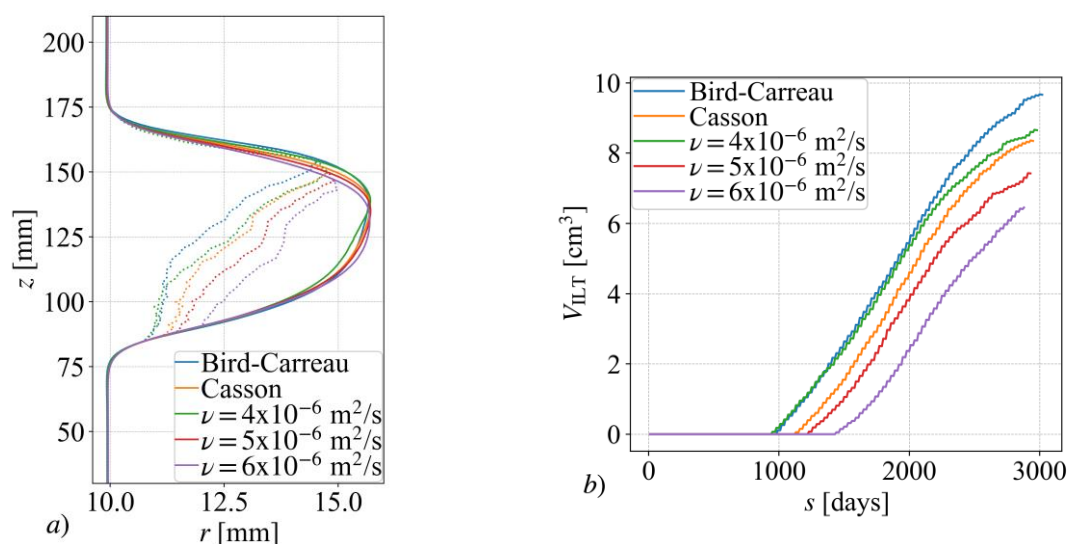 200
175
150
125
100
75
50
z [mm]
10.0 12.5 15.0
r [mm]
Bird-Carreau
Casson
ν = 4x10⁻⁶ m²/s
ν = 5x10⁻⁶ m²/s
ν = 6x10⁻⁶ m²/s
a)
10
8
6
4
2
0
V_ILT [cm³]
0 1000 2000 3000
s [days]
Bird-Carreau
Casson
ν = 4x10⁻⁶ m²/s
ν = 5x10⁻⁶ m²/s
ν = 6x10⁻⁶ m²/s
b)